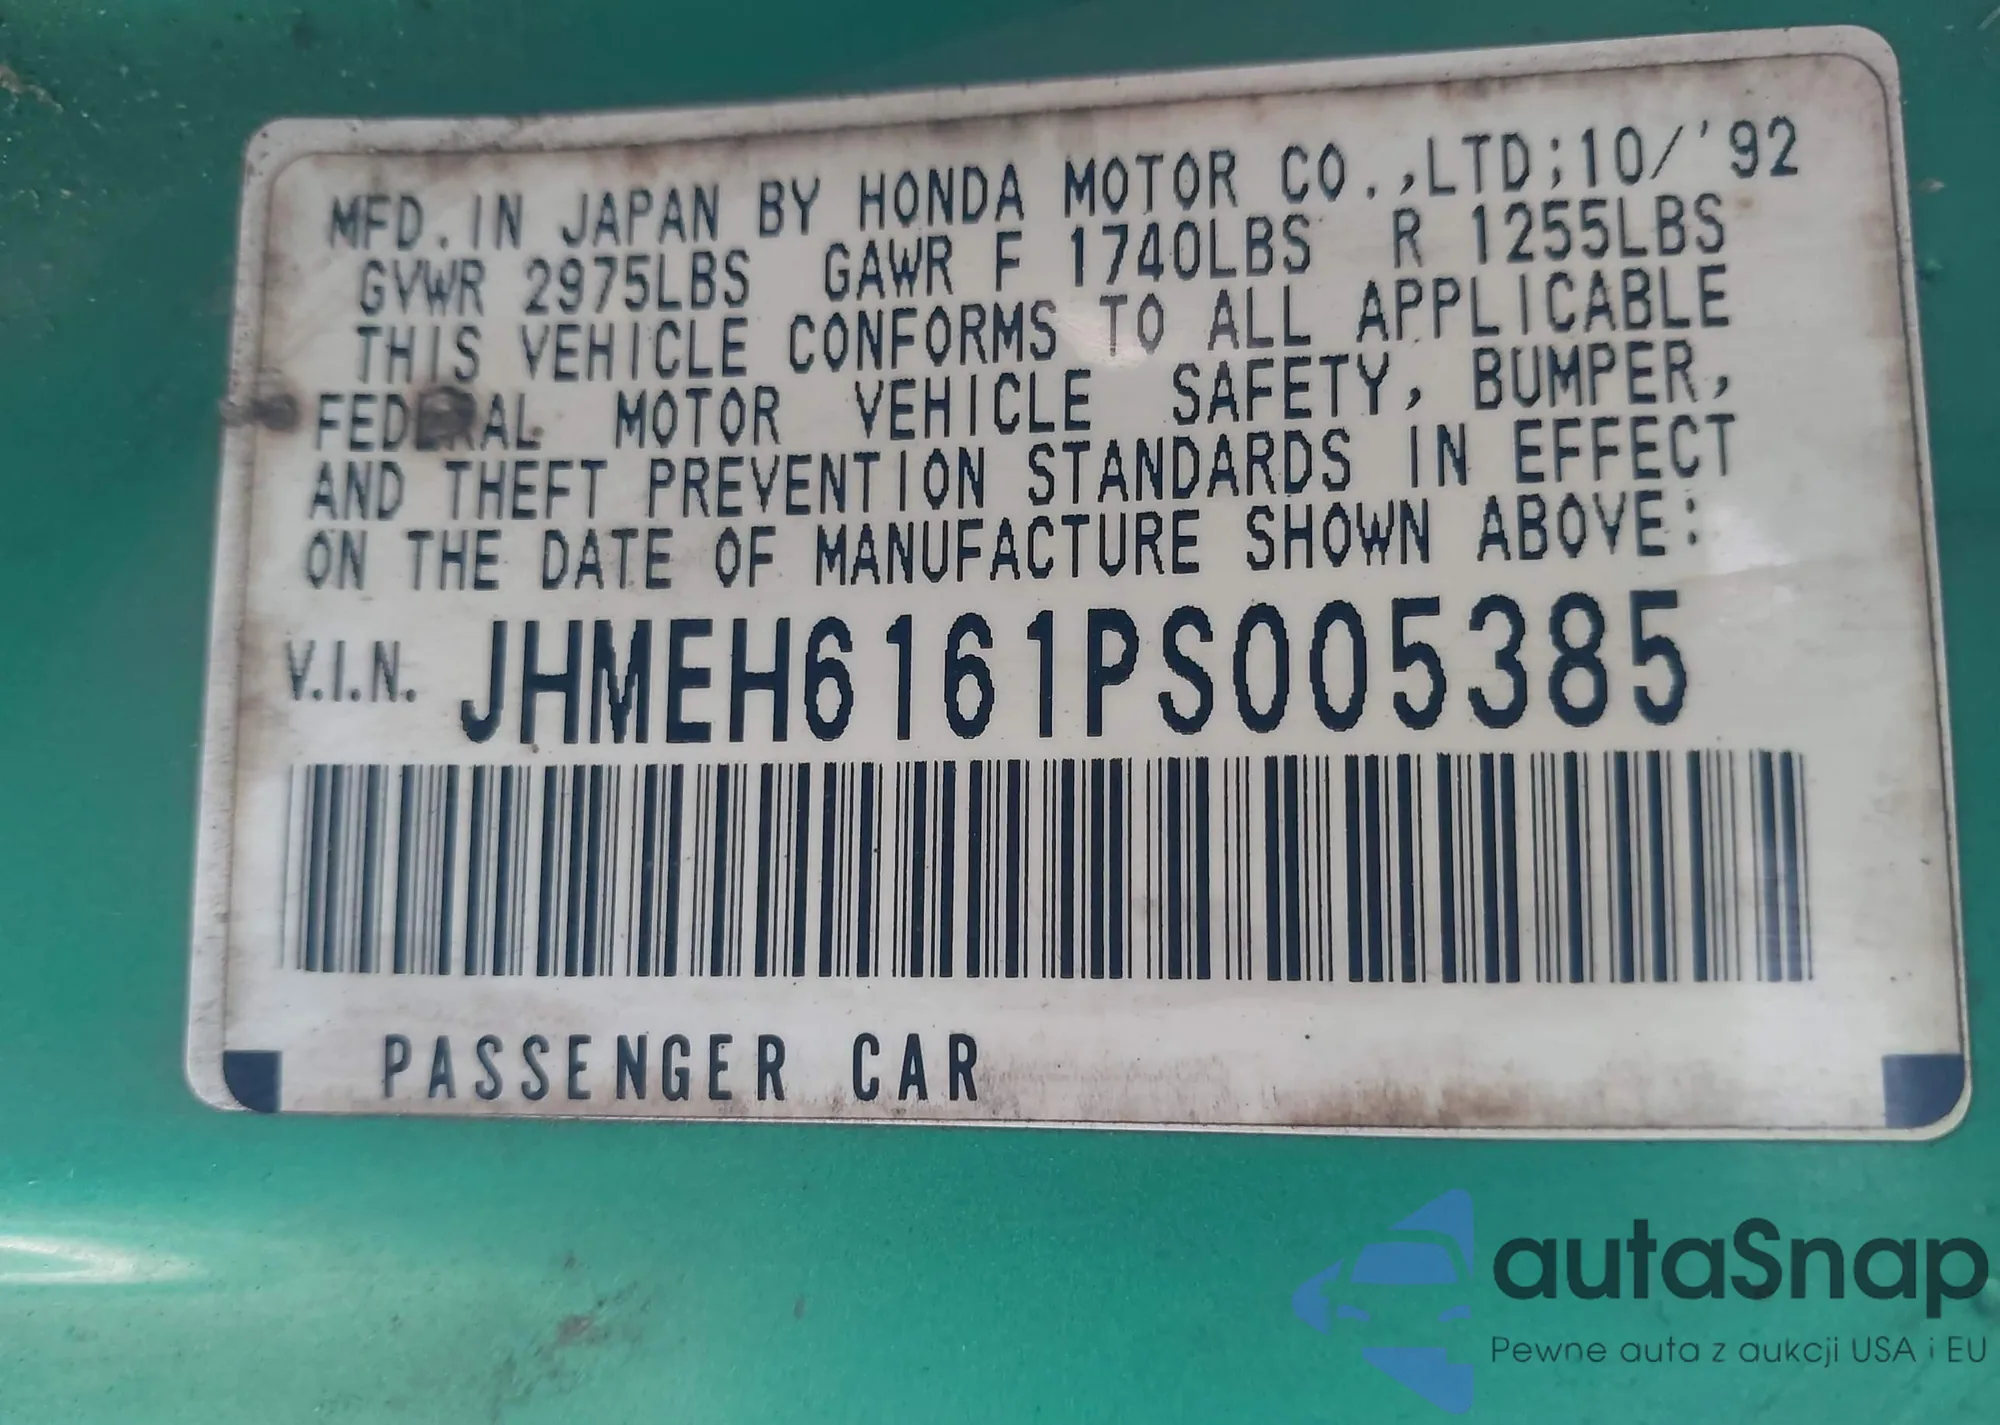 MFD. IN JAPAN BY HONDA MOTOR CO.,LTD;10/'92
GVWR 2975LBS GAWR F 1740LBS R 1255LBS
THIS VEHICLE CONFORMS TO ALL APPLICABLE
FEDERAL MOTOR VEHICLE SAFETY, BUMPER,
AND THEFT PREVENTION STANDARDS IN EFFECT
ON THE DATE OF MANUFACTURE SHOWN ABOVE:
V.I.N. JHMEH6161PS005385
PASSENGER CAR
autaSnap
Pewne auta z aukcji USA i EU